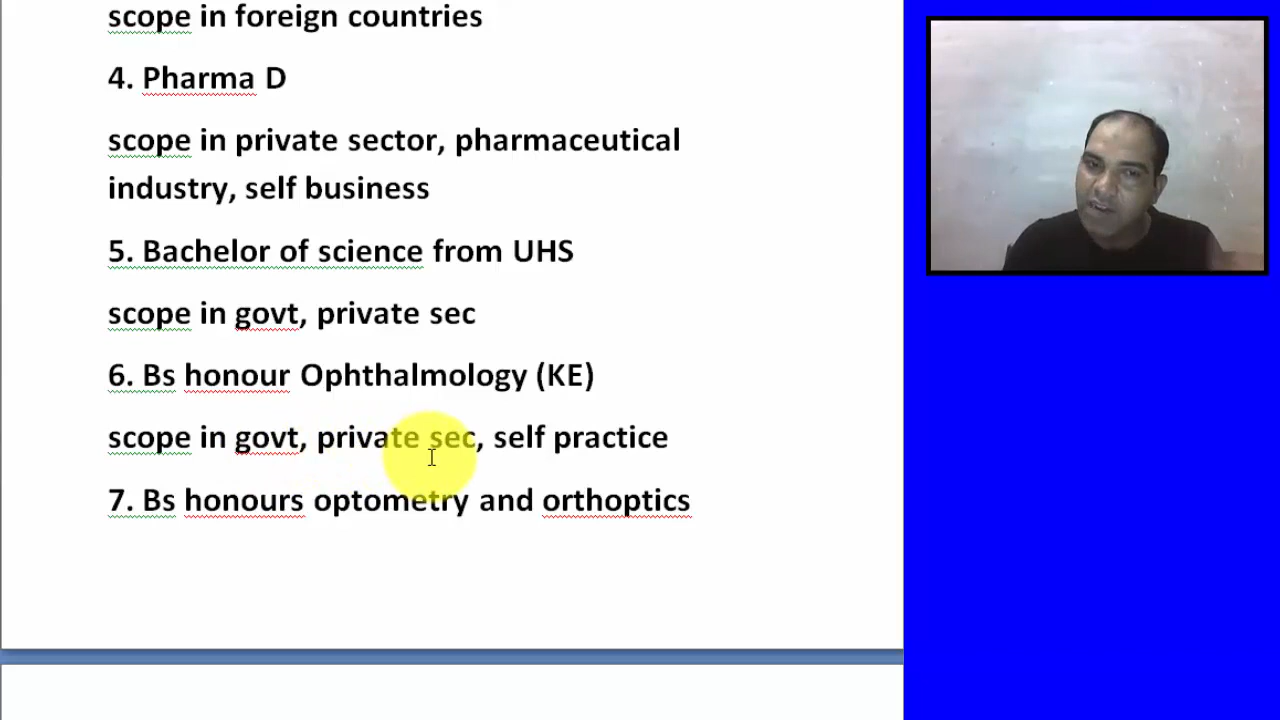 scope in foreign countries
4. Pharma D
scope in private sector, pharmaceutical
industry, self business
5. Bachelor of science from UHS
scope in govt, private sec
6. Bs honour Ophthalmology (KE)
scope in govt, private sec, self practice
7. Bs honours optometry and orthoptics